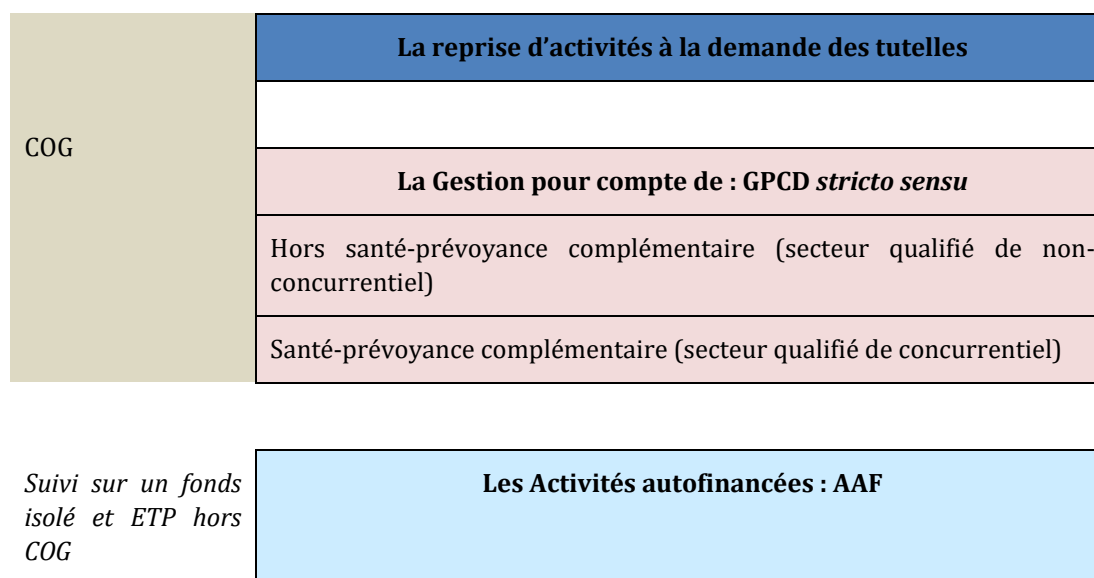 La reprise d’activités à la demande des tutelles
COG
La Gestion pour compte de : GPCD stricto sensu
Hors santé-prévoyance complémentaire (secteur qualifié de non-
concurrentiel)
Santé-prévoyance complémentaire (secteur qualifié de concurrentiel)
Suivi sur un fonds
isolé et ETP hors
COG
Les Activités autofinancées : AAF